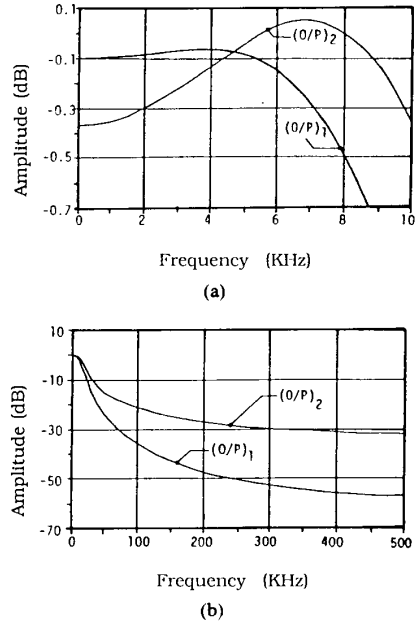 0.1
-0.1
-0.3
-0.5
-0.7
Amplitude (dB)
(O/P)2
(O/P)1
0 2 4 6 8 10
Frequency (KHz)
(a)
10
-10
-30
-50
-70
Amplitude (dB)
(O/P)2
(O/P)1
0 100 200 300 400 500
Frequency (KHz)
(b)